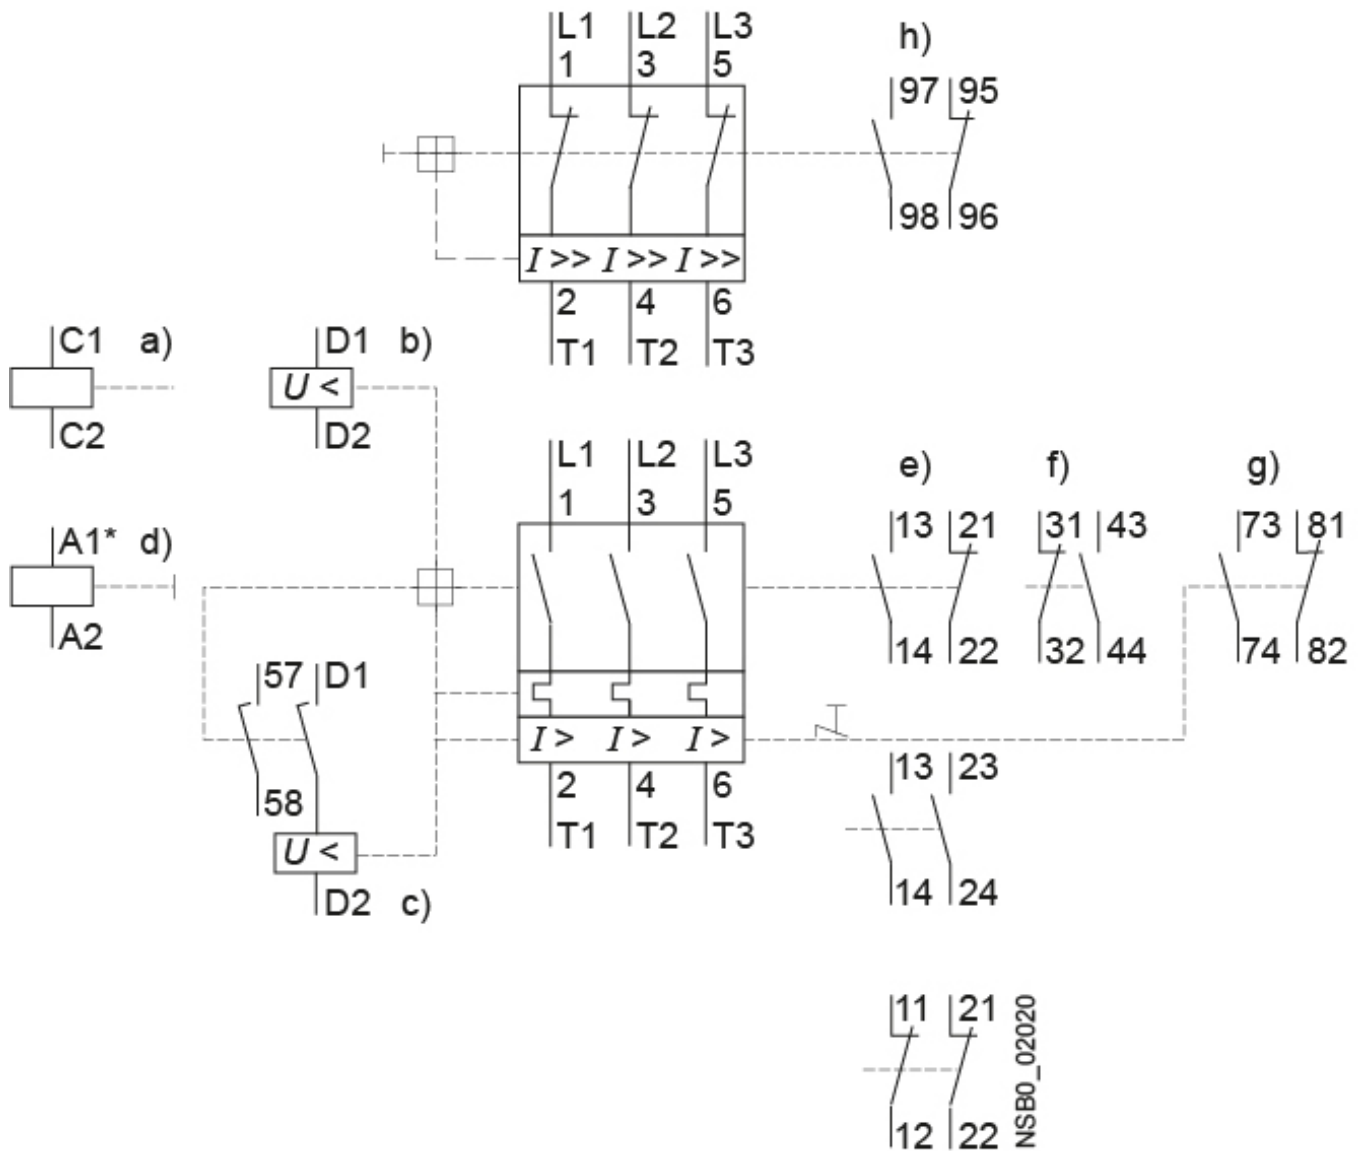 L1 L2 L3 h)
1 3 5
97 95
98 96
I >> I >> I >>
2 4 6
T1 T2 T3
C1 a) D1 b)
U <
C2 D2
L1 L2 L3 e) f) g)
1 3 5
13 21 31 43 73 81
A1* d)
A2
14 22 32 44 74 82
57 D1
I > I > I >
58
2 4 6
13 23
T1 T2 T3
U <
D2 c)
14 24
11 21
12 22
NSB0_02020